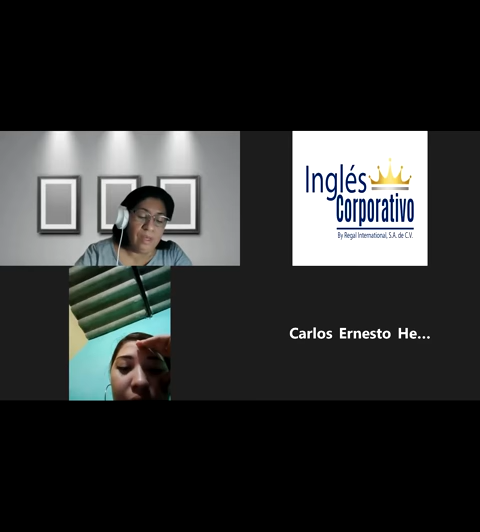 Inglés
Corporativo
By Regal International, S.A. de C.V.
Carlos Ernesto He...